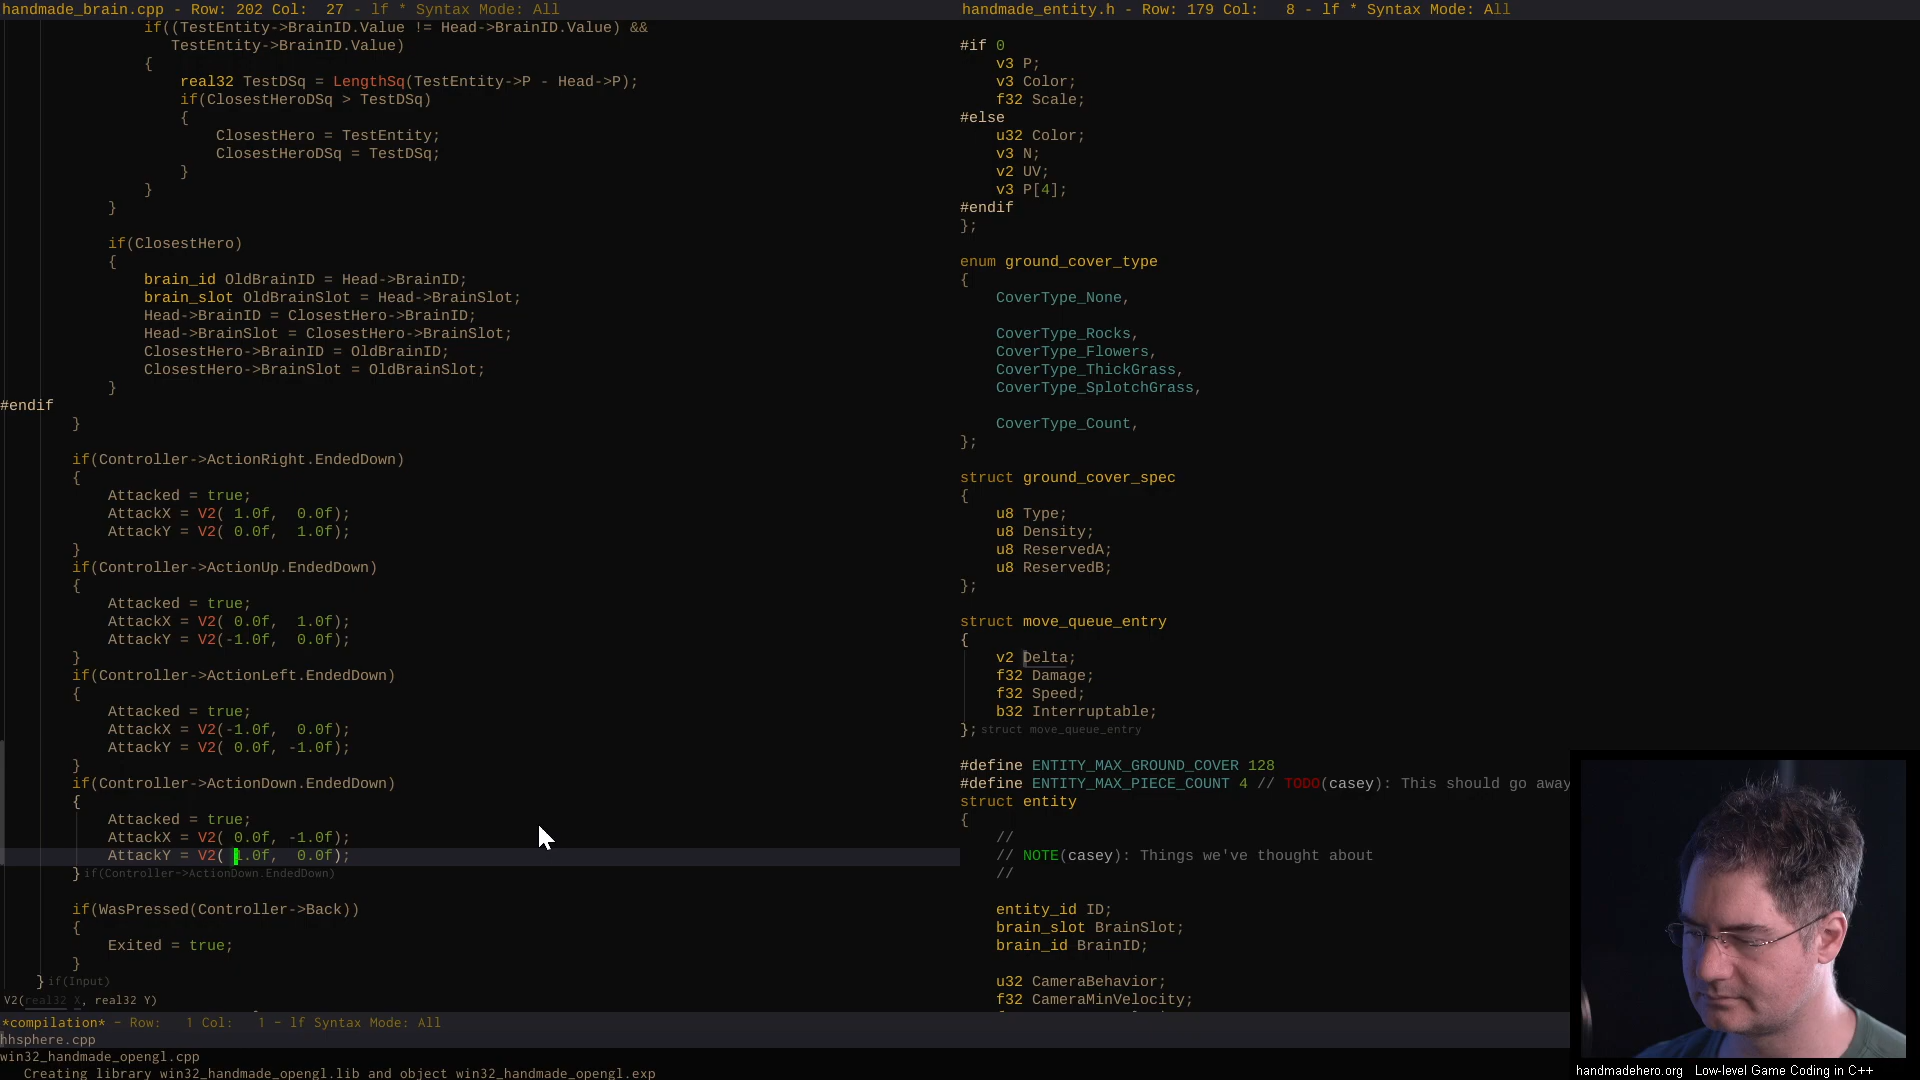 handmade_brain.cpp - Row: 202 Col:  27 - lf * Syntax Mode: All
if((TestEntity->BrainID.Value != Head->BrainID.Value) &&
TestEntity->BrainID.Value)
{
real32 TestDSq = LengthSq(TestEntity->P - Head->P);
if(ClosestHeroDSq > TestDSq)
{
ClosestHero = TestEntity;
ClosestHeroDSq = TestDSq;
}
}
}
if(ClosestHero)
{
brain_id OldBrainID = Head->BrainID;
brain_slot OldBrainSlot = Head->BrainSlot;
Head->BrainID = ClosestHero->BrainID;
Head->BrainSlot = ClosestHero->BrainSlot;
ClosestHero->BrainID = OldBrainID;
ClosestHero->BrainSlot = OldBrainSlot;
}
#endif
}
if(Controller->ActionRight.EndedDown)
{
Attacked = true;
AttackX = V2( 1.0f,  0.0f);
AttackY = V2( 0.0f,  1.0f);
}
if(Controller->ActionUp.EndedDown)
{
Attacked = true;
AttackX = V2( 0.0f,  1.0f);
AttackY = V2(-1.0f,  0.0f);
}
if(Controller->ActionLeft.EndedDown)
{
Attacked = true;
AttackX = V2(-1.0f,  0.0f);
AttackY = V2( 0.0f, -1.0f);
}
if(Controller->ActionDown.EndedDown)
{
Attacked = true;
AttackX = V2( 0.0f, -1.0f);
AttackY = V2( 1.0f,  0.0f);
} if(Controller->ActionDown.EndedDown)
if(WasPressed(Controller->Back))
{
Exited = true;
}
} if(Input)
V2(real32 X, real32 Y)
handmade_entity.h - Row: 179 Col:   8 - lf * Syntax Mode: All
#if 0
v3 P;
v3 Color;
f32 Scale;
#else
u32 Color;
v3 N;
v2 UV;
v3 P[4];
#endif
};
enum ground_cover_type
{
CoverType_None,
CoverType_Rocks,
CoverType_Flowers,
CoverType_ThickGrass,
CoverType_SplotchGrass,
CoverType_Count,
};
struct ground_cover_spec
{
u8 Type;
u8 Density;
u8 ReservedA;
u8 ReservedB;
};
struct move_queue_entry
{
v2 Delta;
f32 Damage;
f32 Speed;
b32 Interruptable;
}; struct move_queue_entry
#define ENTITY_MAX_GROUND_COVER 128
#define ENTITY_MAX_PIECE_COUNT 4 // TODO(casey): This should go away
struct entity
{
//
// NOTE(casey): Things we've thought about
//
entity_id ID;
brain_slot BrainSlot;
brain_id BrainID;
u32 CameraBehavior;
f32 CameraMinVelocity;
*compilation* - Row:   1 Col:   1 - lf Syntax Mode: All
hhsphere.cpp
win32_handmade_opengl.cpp
Creating library win32_handmade_opengl.lib and object win32_handmade_opengl.exp
handmadehero.org   Low-level Game Coding in C++